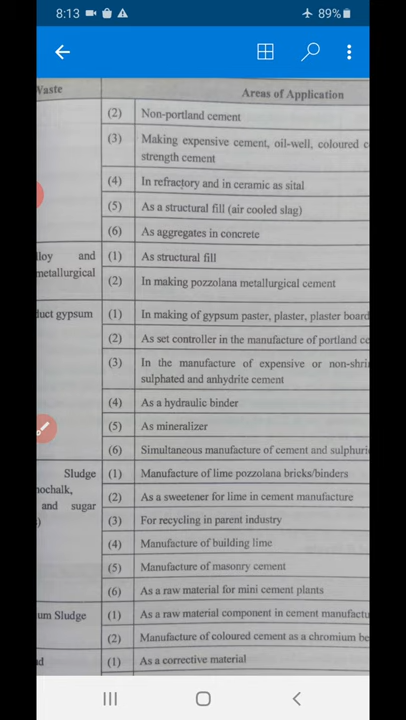 8:13
89%
Waste
Areas of Application
(2) Non-portland cement
(3) Making expensive cement, oil-well, coloured
strength cement
(4) In refractory and in ceramic as sital
(5) As a structural fill (air cooled slag)
(6) As aggregates in concrete
lloy and (1) As structural fill
metallurgical
(2) In making pozzolana metallurgical cement
duct gypsum (1) In making of gypsum paster, plaster, plaster board
(2) As set controller in the manufacture of portland
(3) In the manufacture of expensive or non-shri
sulphated and anhydrite cement
(4) As a hydraulic binder
(5) As mineralizer
(6) Simultaneous manufacture of cement and sulphuri
Sludge (1) Manufacture of lime pozzolana bricks/binders
nochalk,
(2) As a sweetener for lime in cement manufacture
and sugar
)
(3) For recycling in parent industry
(4) Manufacture of building lime
(5) Manufacture of masonry cement
(6) As a raw material for mini cement plants
um Sludge (1) As a raw material component in cement manufactu
(2) Manufacture of coloured cement as a chromium be
(1) As a corrective material